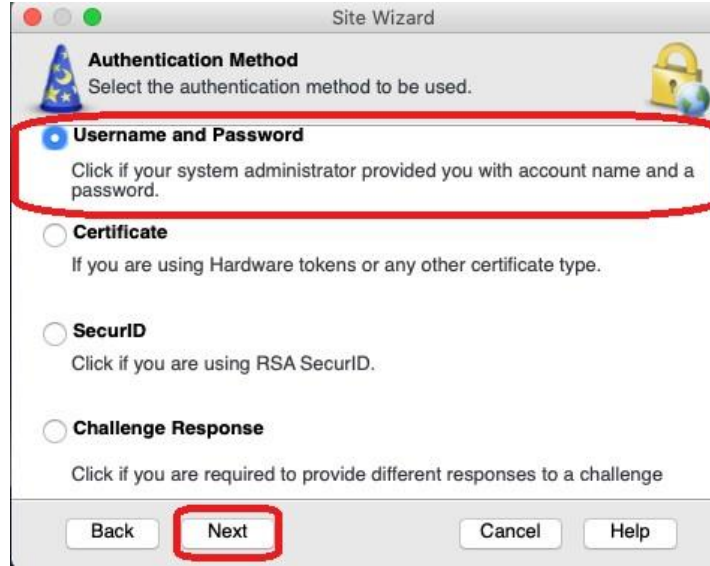 Site Wizard
Authentication Method
Select the authentication method to be used.
Username and Password
Click if your system administrator provided you with account name and a
password.
Certificate
If you are using Hardware tokens or any other certificate type.
SecurID
Click if you are using RSA SecurID.
Challenge Response
Click if you are required to provide different responses to a challenge
Back Next Cancel Help